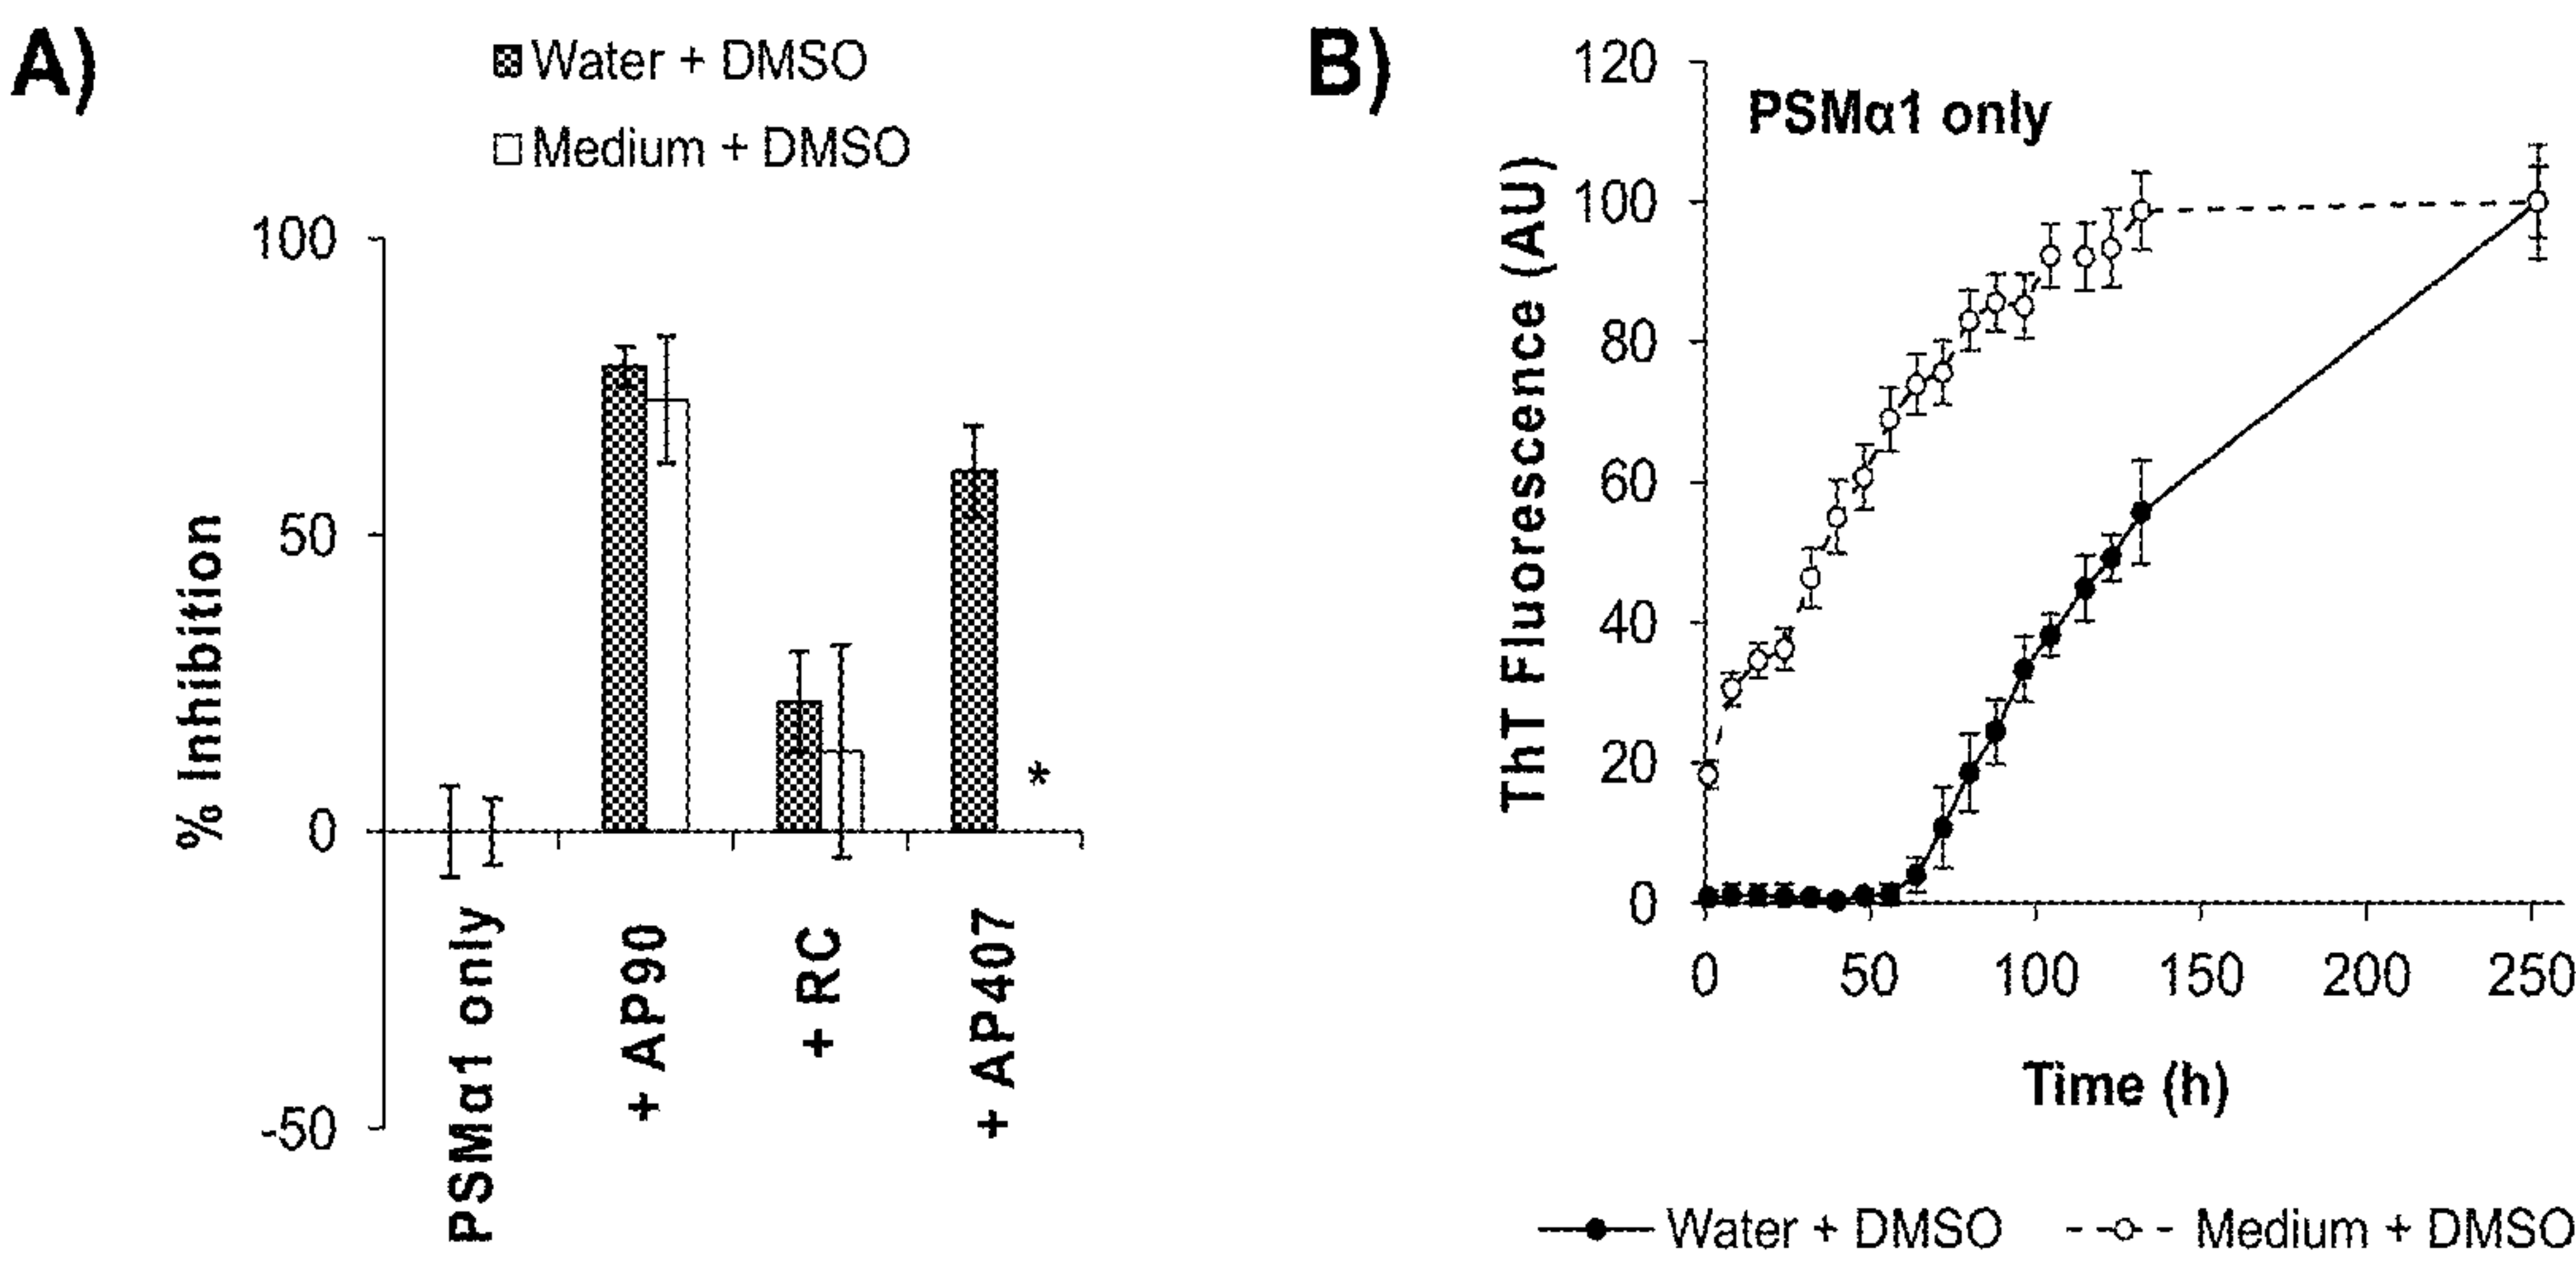 A)
Water + DMSO
Medium + DMSO
100
50
0
-50
% Inhibition
PSMα1 only
+ AP90
+ RC
+ AP407
*
B)
PSMα1 only
ThT Fluorescence (AU)
120
100
80
60
40
20
0
0 50 100 150 200 250
Time (h)
Water + DMSO Medium + DMSO